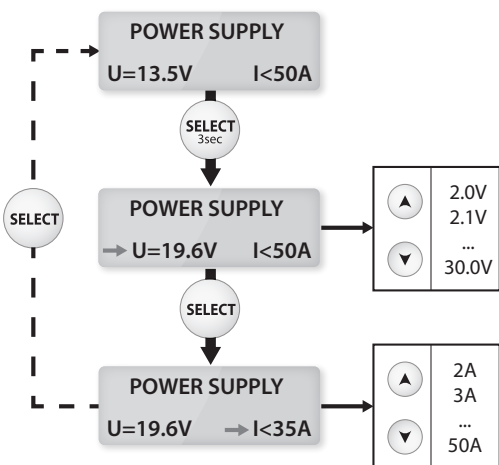 POWER SUPPLY
U=13.5V I<50A
SELECT
3sec
SELECT
POWER SUPPLY
→ U=19.6V I<50A
2.0V
2.1V
...
30.0V
SELECT
POWER SUPPLY
U=19.6V → I<35A
2A
3A
...
50A